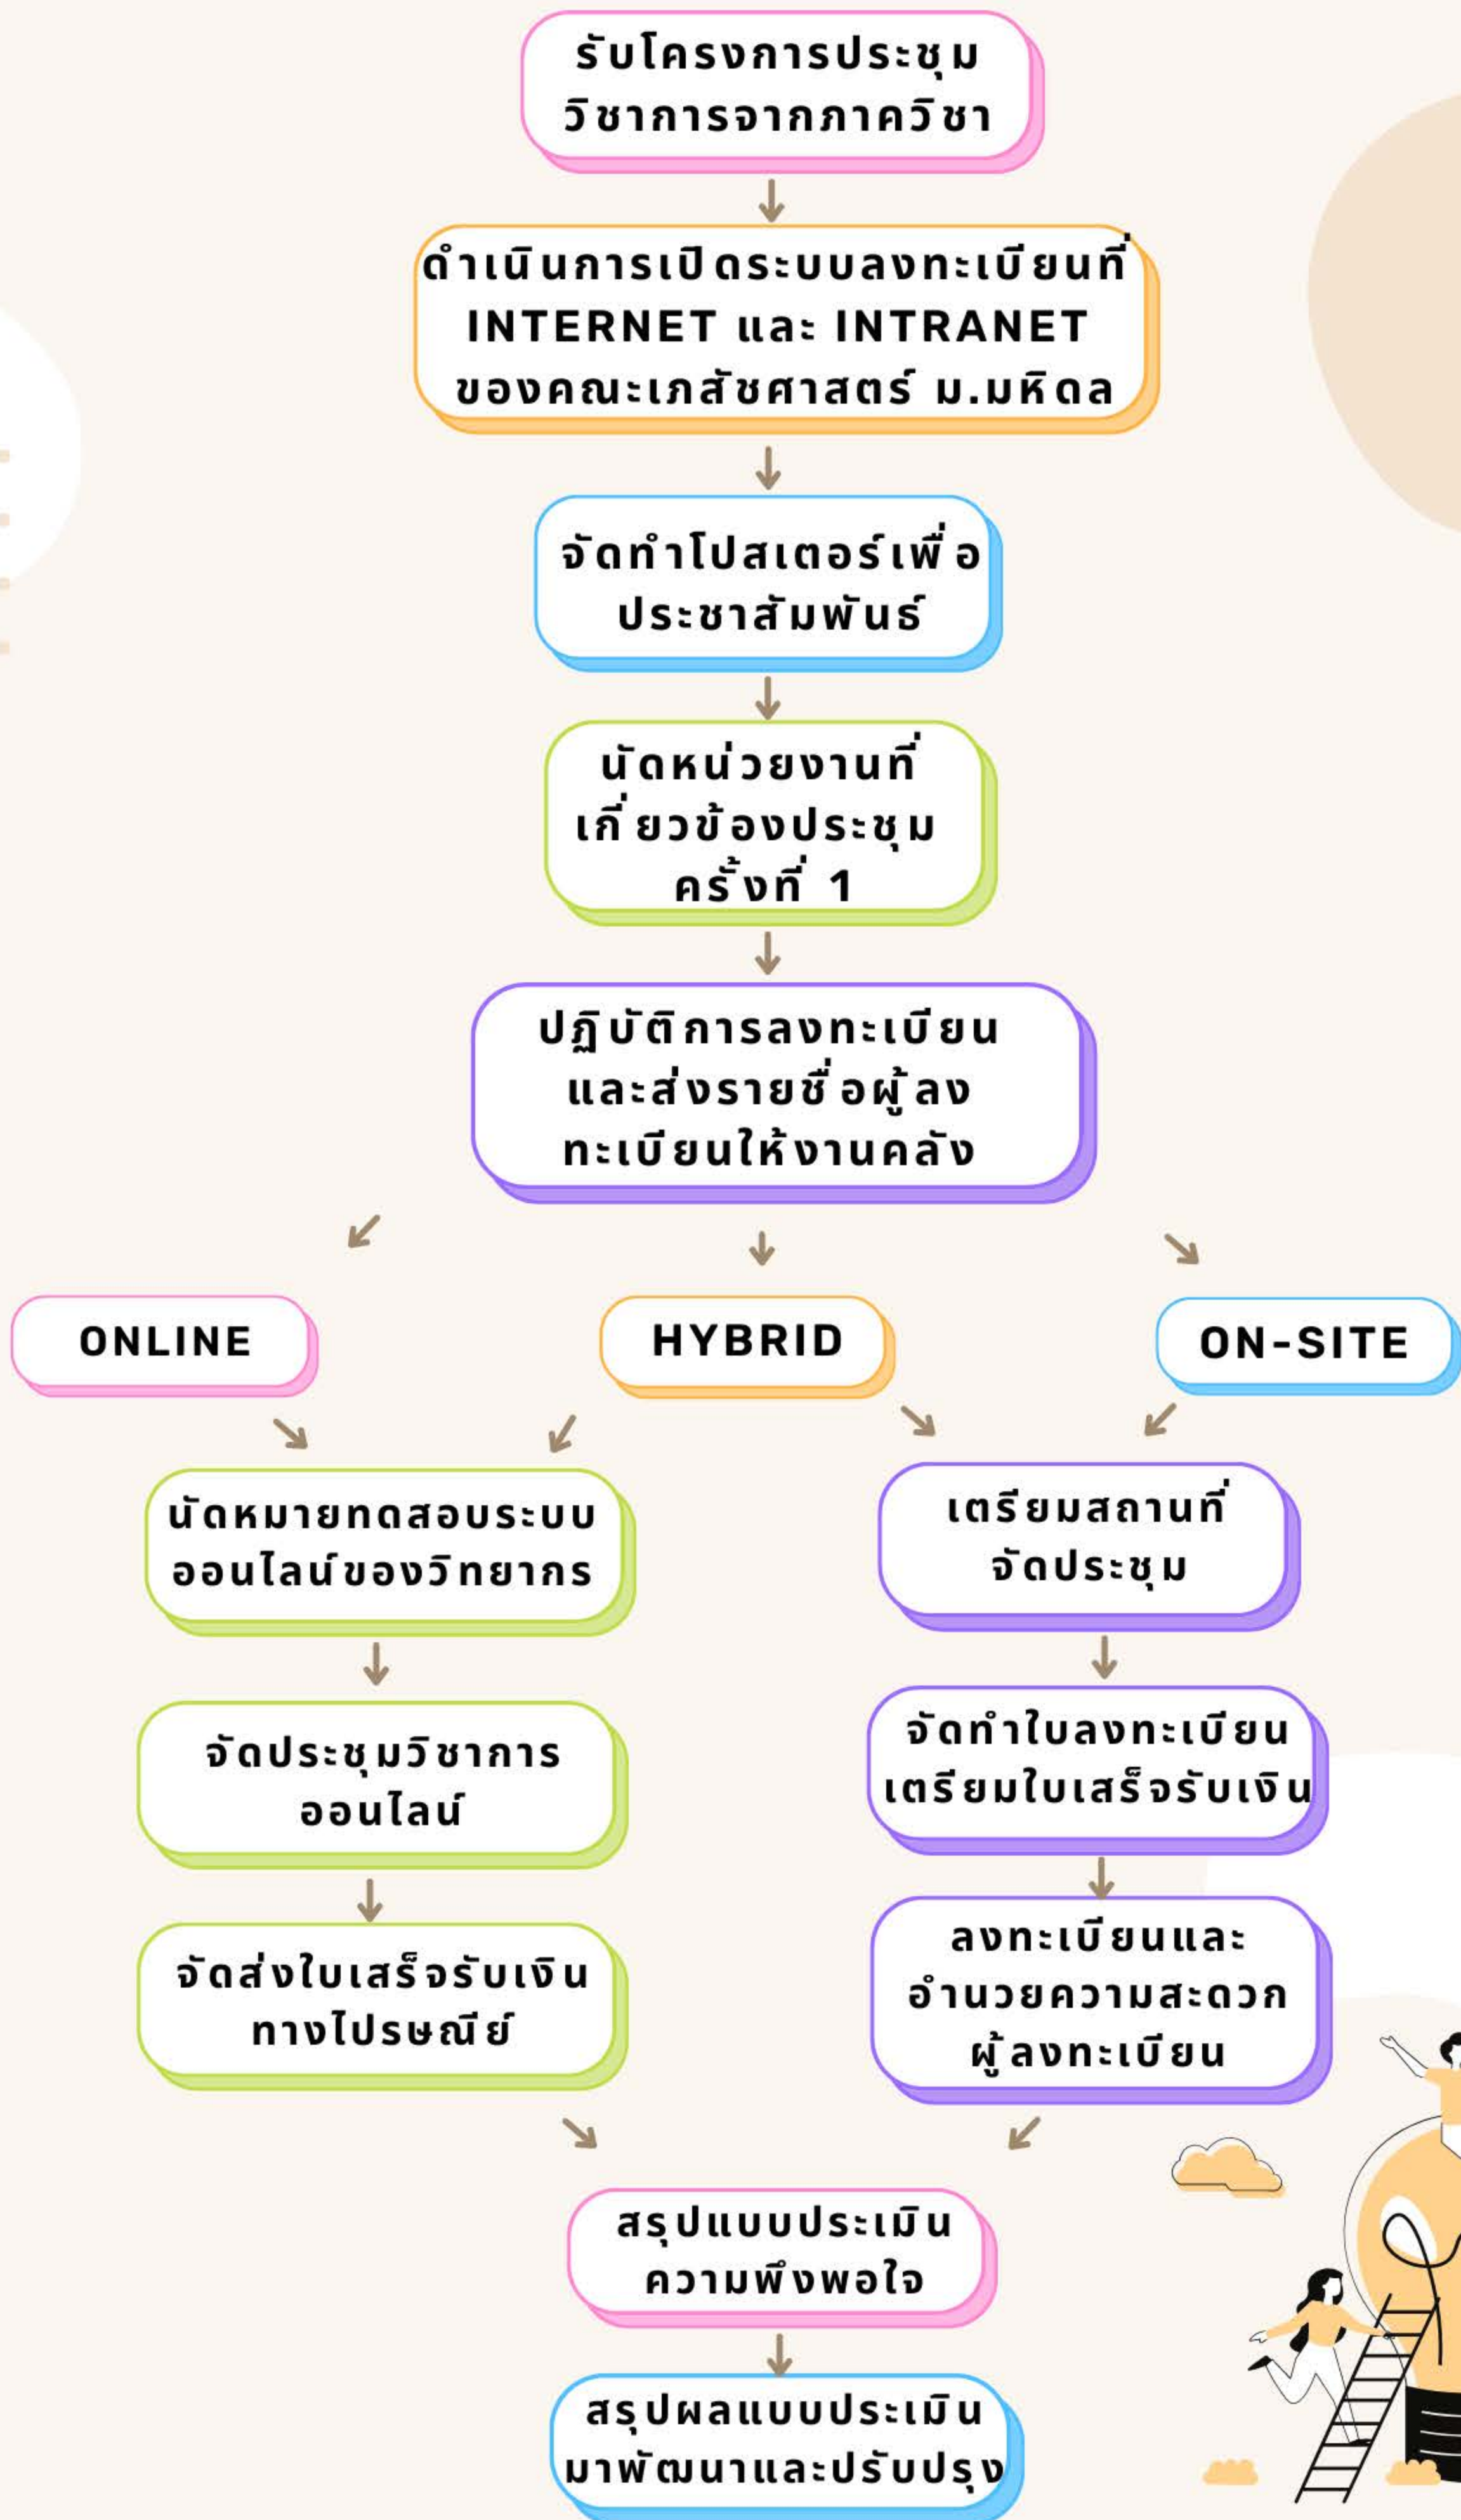 รับโครงการประชุม
วิชาการจากภาควิชา
ดำเนินการเปิดระบบลงทะเบียนที่
INTERNET และ INTRANET
ของคณะเภสัชศาสตร์ ม.มหิดล
จัดทำโปสเตอร์เพื่อ
ประชาสัมพันธ์
นัดหน่วยงานที่
เกี่ยวข้องประชุม
ครั้งที่ 1
ปฏิบัติการลงทะเบียน
และส่งรายชื่อผู้ลง
ทะเบียนให้งานคลัง
ONLINE
HYBRID
ON-SITE
นัดหมายทดสอบระบบ
ออนไลน์ของวิทยากร
เตรียมสถานที่
จัดประชุม
จัดประชุมวิชาการ
ออนไลน์
จัดทำใบลงทะเบียน
เตรียมใบเสร็จรับเงิน
จัดส่งใบเสร็จรับเงิน
ทางไปรษณีย์
ลงทะเบียนและ
อำนวยความสะดวก
ผู้ลงทะเบียน
สรุปแบบประเมิน
ความพึงพอใจ
สรุปผลแบบประเมิน
มาพัฒนาและปรับปรุง